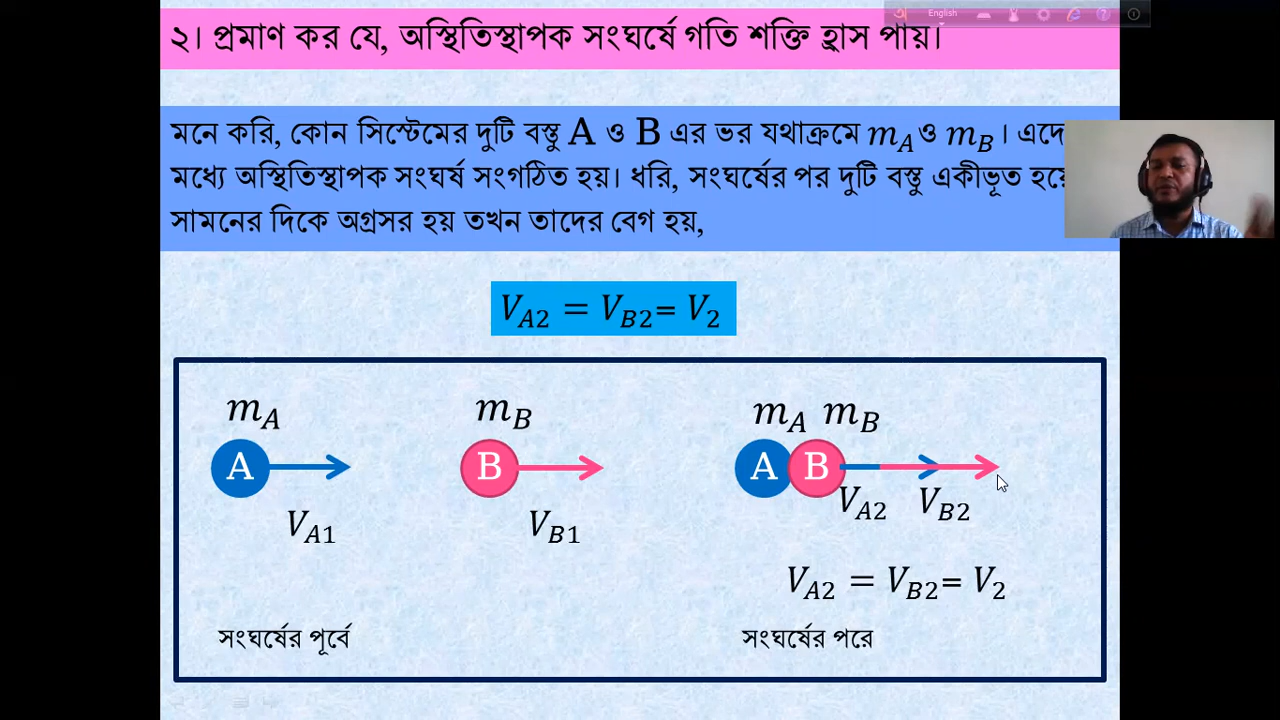 English
২। প্রমাণ কর যে, অস্থিতিস্থাপক সংঘর্ষে গতি শক্তি হ্রাস পায়।
মনে করি, কোন সিস্টেমের দুটি বস্তু A ও B এর ভর যথাক্রমে m_A ও m_B। এদে
মধ্যে অস্থিতিস্থাপক সংঘর্ষ সংগঠিত হয়। ধরি, সংঘর্ষের পর দুটি বস্তু একীভূত হয়ে
সামনের দিকে অগ্রসর হয় তখন তাদের বেগ হয়,
V_A2 = V_B2= V_2
m_A m_B m_A m_B
A B A B
V_A1 V_B1 V_A2 V_B2
V_A2 = V_B2= V_2
সংঘর্ষের পূর্বে সংঘর্ষের পরে